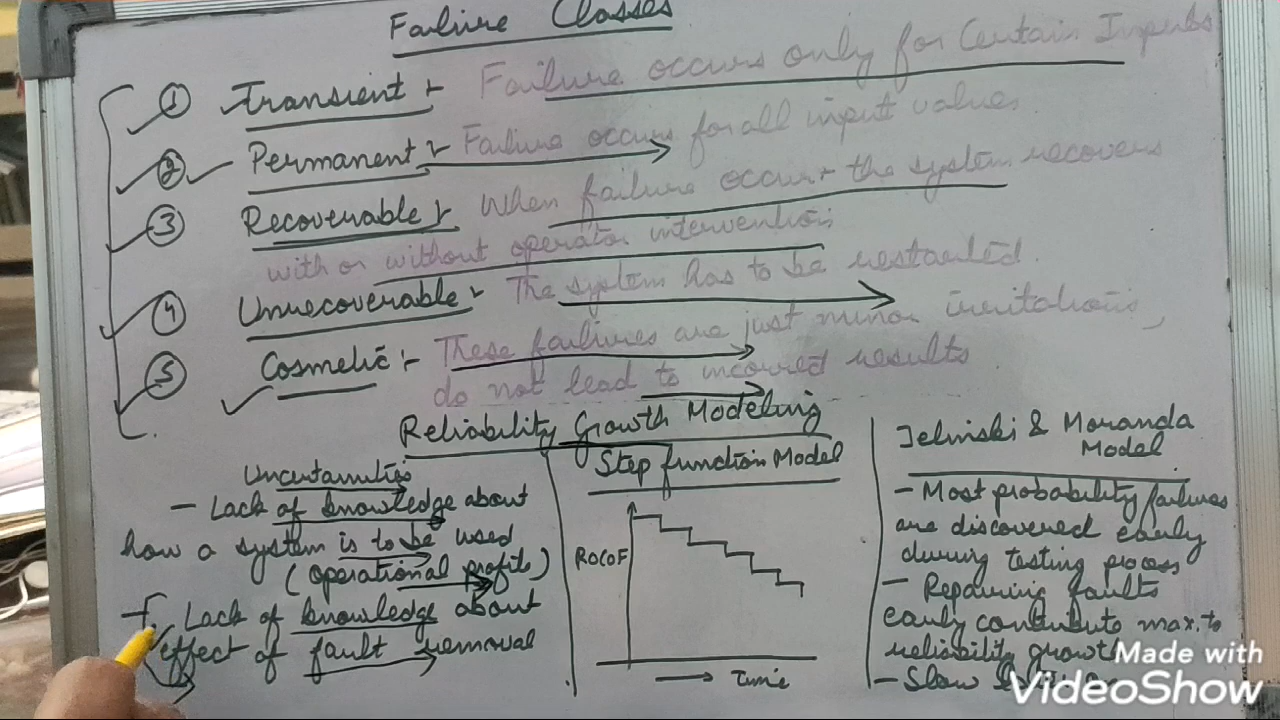 Failure Classes
① Transient :- Failure occurs only for Certain Inputs
② Permanent :- Failure occurs for all input values.
③ Recoverable :- When failure occurs the system recovers
with or without operator intervention
④ Unrecoverable :- The system has to be restarted.
⑤ Cosmetic :- These failures are just minor irritations,
do not lead to incorrect results
Reliability Growth Modeling
Uncertainities
- Lack of knowledge about
how a system is to be used
(operational profile)
- Lack of knowledge about
effect of fault removal
Step function Model
ROCOF
→ Time
Jelinski & Moranda
Model
- Most probability failures
are discovered early
during testing process
- Repairing faults
early contribute max. to
reliability growth
- Slow
Made with
VideoShow